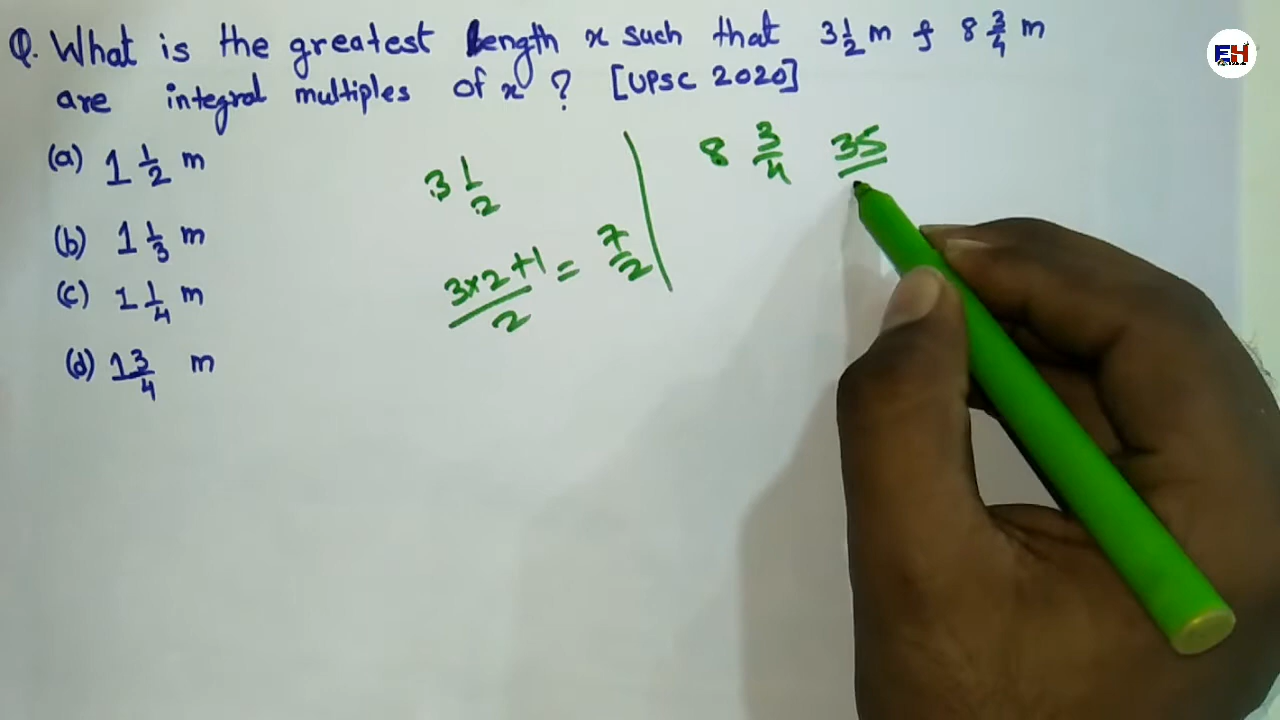 Q. What is the greatest Length x such that 3 1/2 m & 8 3/4 m
are integral multiples of x ? [UPSC 2020]
(a) 1 1/2 m
(b) 1 1/3 m
(c) 1 1/4 m
(d) 1 3/4 m
3 1/2
3×2+1/2 = 7/2
8 3/4 35
EH